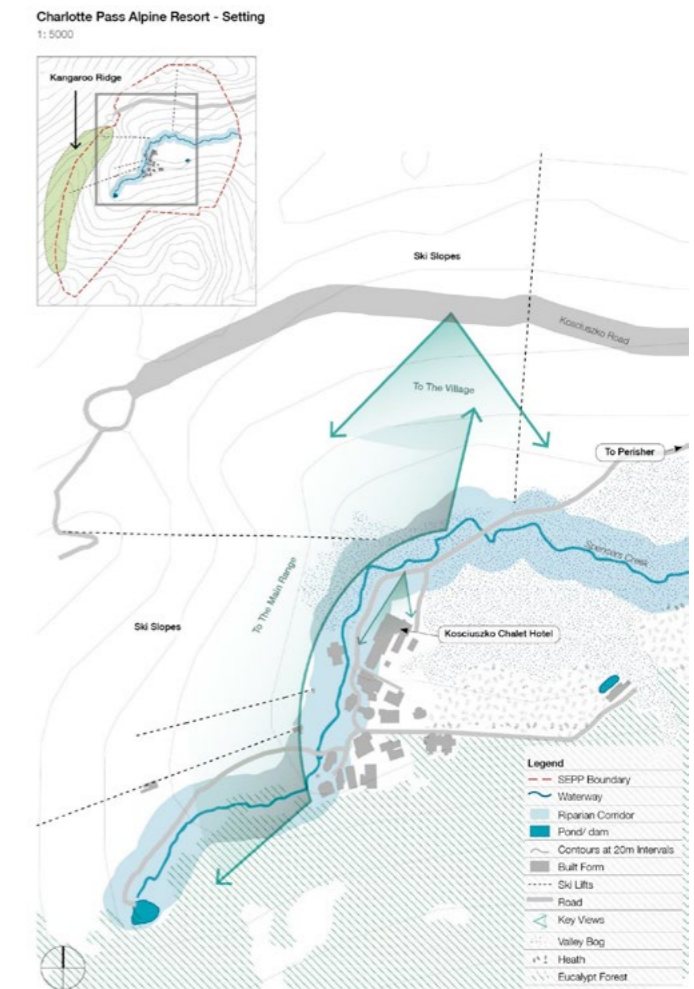 Charlotte Pass Alpine Resort - Setting
1: 5000
Kangaroo Ridge
Ski Slopes
Kosciuszko Road
To The Village
To Perisher
Spencers Creek
To The Main Range
Ski Slopes
Kosciuszko Chalet Hotel
Legend
SEPP Boundary
Waterway
Riparian Corridor
Pond/ dam
Contours at 20m Intervals
Built Form
Ski Lifts
Road
Key Views
Valley Bog
Heath
Eucalypt Forest